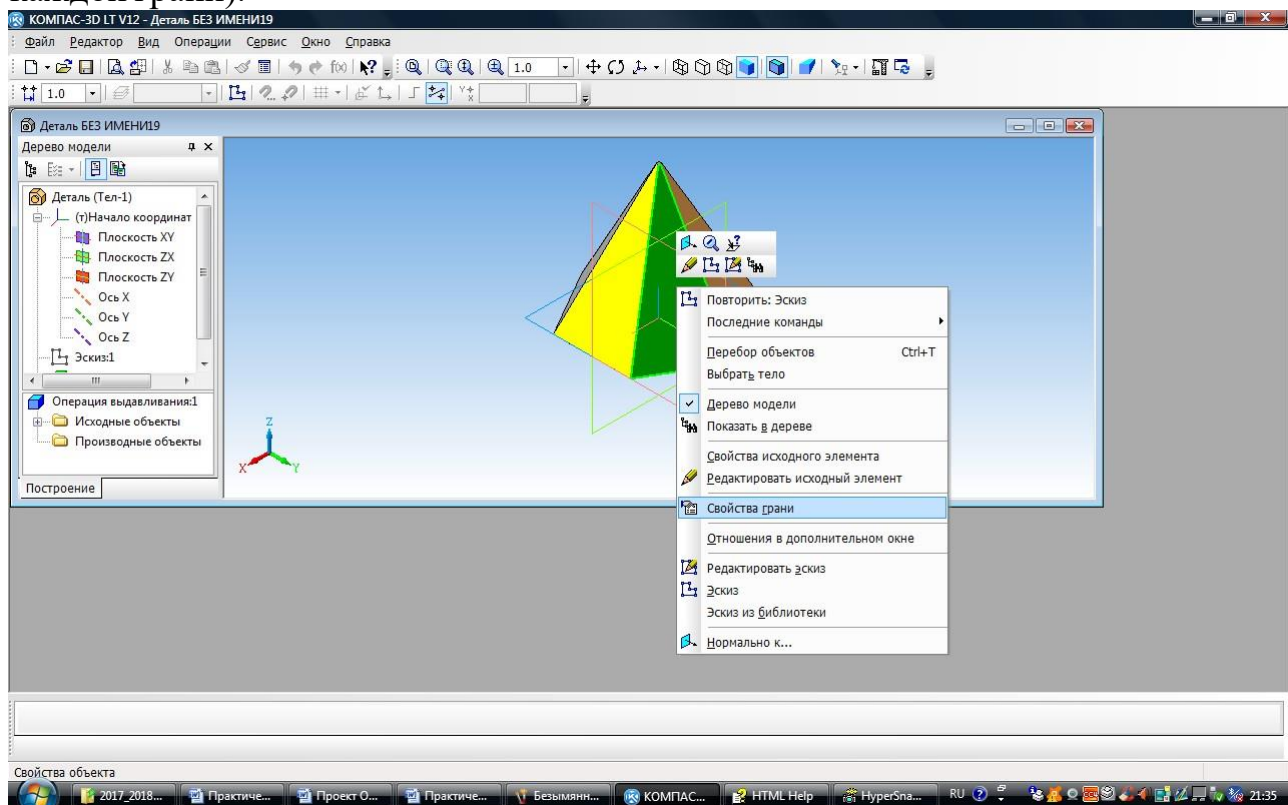 каждой грани).
КОМПАС-3D LT V12 - Деталь БЕЗ ИМЕНИ19
Файл Редактор Вид Операции Сервис Окно Справка
1.0
1.0
Деталь БЕЗ ИМЕНИ19
Дерево модели
Деталь (Тел-1)
(т)Начало координат
Плоскость XY
Плоскость ZX
Плоскость ZY
Ось X
Ось Y
Ось Z
Эскиз:1
Операция выдавливания:1
Исходные объекты
Производные объекты
Построение
Z
X
Y
Повторить: Эскиз
Последние команды
Перебор объектов Ctrl+T
Выбрать тело
Дерево модели
Показать в дереве
Свойства исходного элемента
Редактировать исходный элемент
Свойства грани
Отношения в дополнительном окне
Редактировать эскиз
Эскиз
Эскиз из библиотеки
Нормально к...
Свойства объекта
2017_2018... Практиче... Проект О... Практиче... Безымянн... КОМПАС... HTML Help HyperSna... RU 21:35